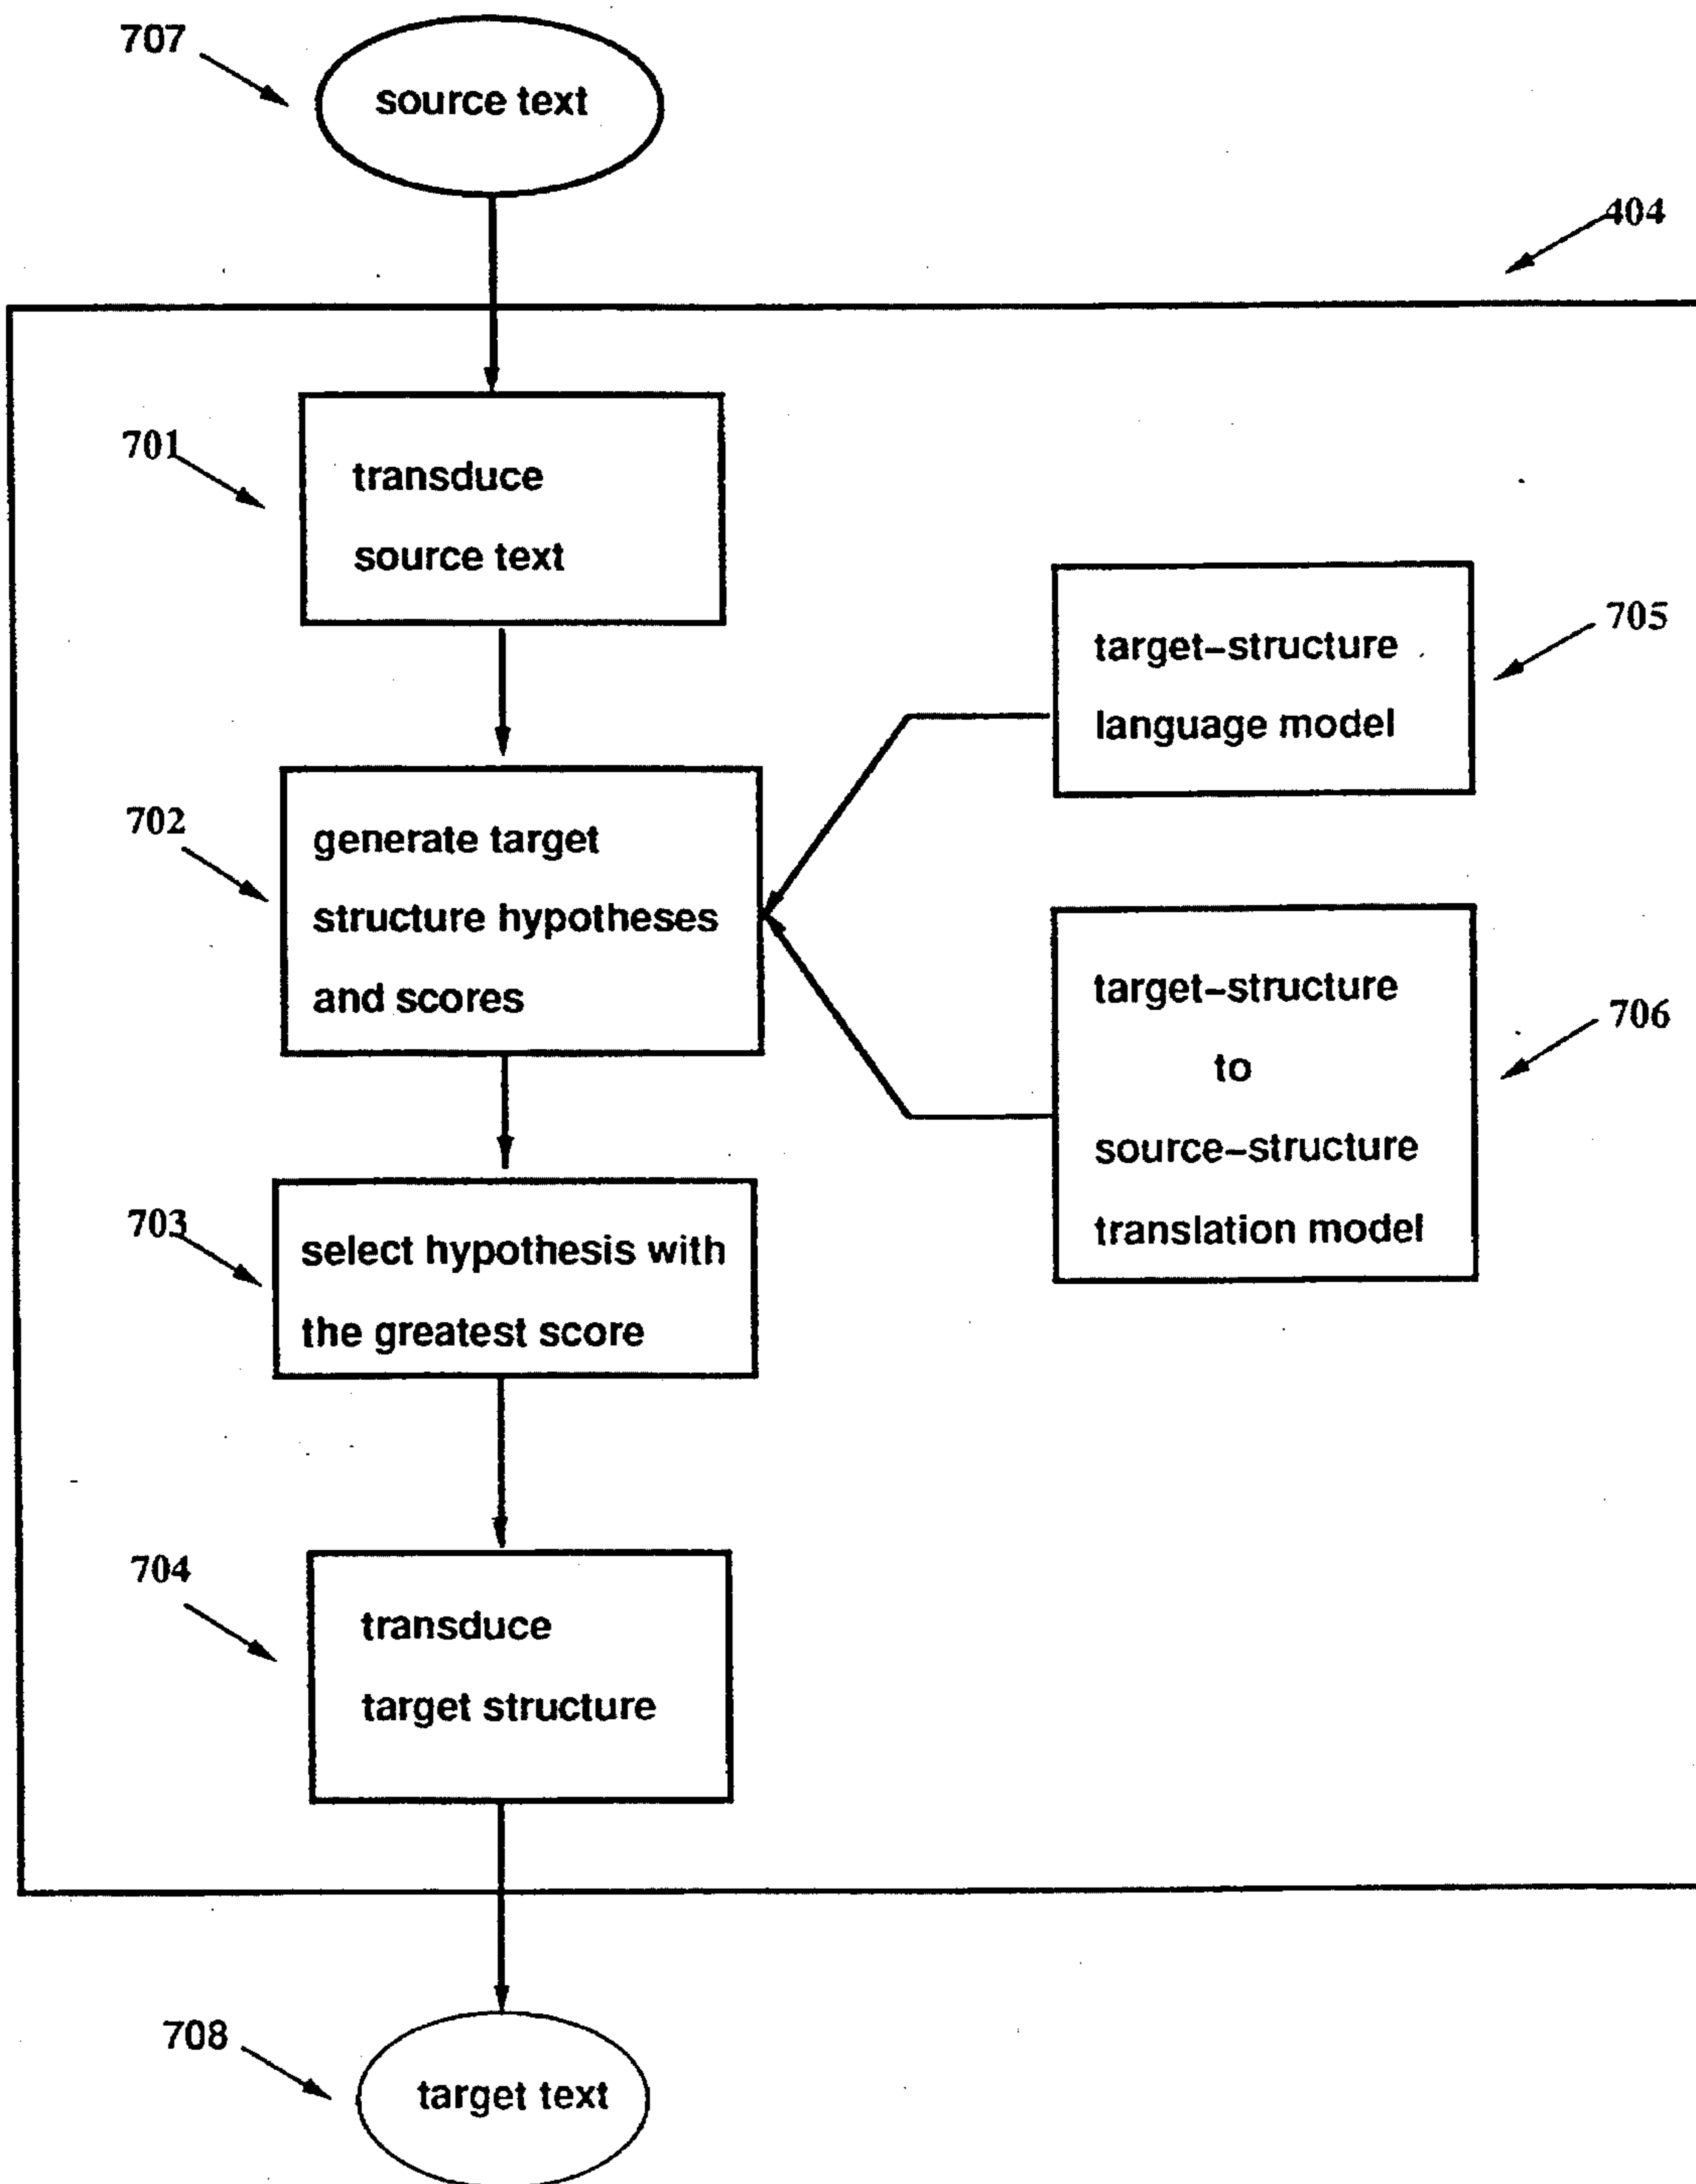 707
source text
404
701
transduce
source text
705
target–structure
language model
702
generate target
structure hypotheses
and scores
target–structure
to
source–structure
translation model
706
703
select hypothesis with
the greatest score
704
transduce
target structure
708
target text